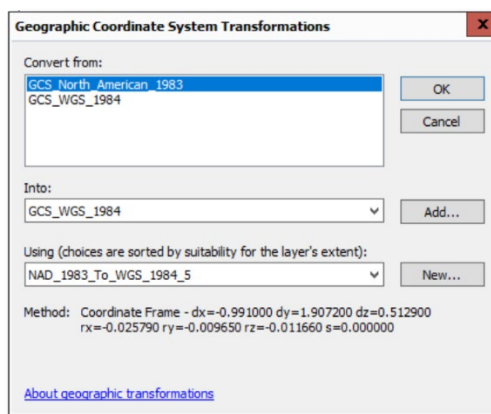 Geographic Coordinate System Transformations
X
Convert from:
GCS_North_American_1983
GCS_WGS_1984
OK
Cancel
Into:
GCS_WGS_1984
Add...
Using (choices are sorted by suitability for the layer's extent):
NAD_1983_To_WGS_1984_5
New...
Method: Coordinate Frame - dx=-0.991000 dy=1.907200 dz=0.512900
rx=-0.025790 ry=-0.009650 rz=-0.011660 s=0.000000
About geographic transformations